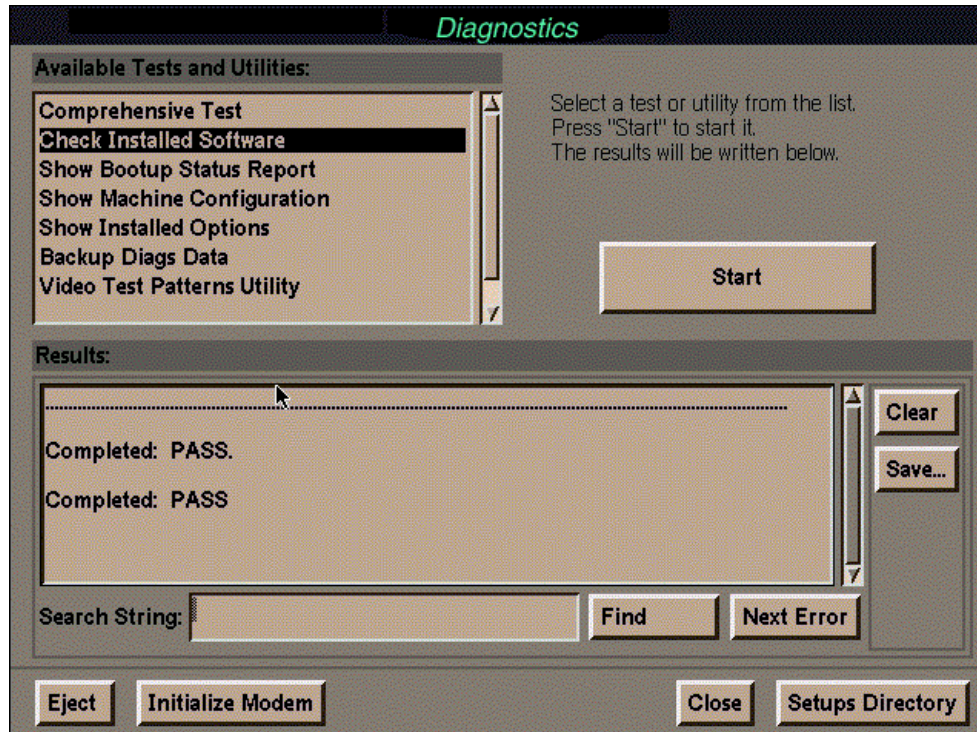 Diagnostics
Available Tests and Utilities:
Comprehensive Test
Check Installed Software
Show Bootup Status Report
Show Machine Configuration
Show Installed Options
Backup Diags Data
Video Test Patterns Utility
Select a test or utility from the list.
Press "Start" to start it.
The results will be written below.
Start
Results:
Completed: PASS.
Completed: PASS
Clear
Save...
Search String:
Find
Next Error
Eject
Initialize Modem
Close
Setups Directory